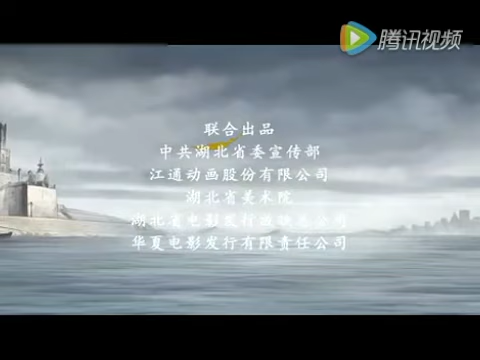 腾讯视频
联合出品
中共湖北省委宣传部
江通动画股份有限公司
湖北省美术院
湖北省电影发行放映总公司
华夏电影发行有限责任公司